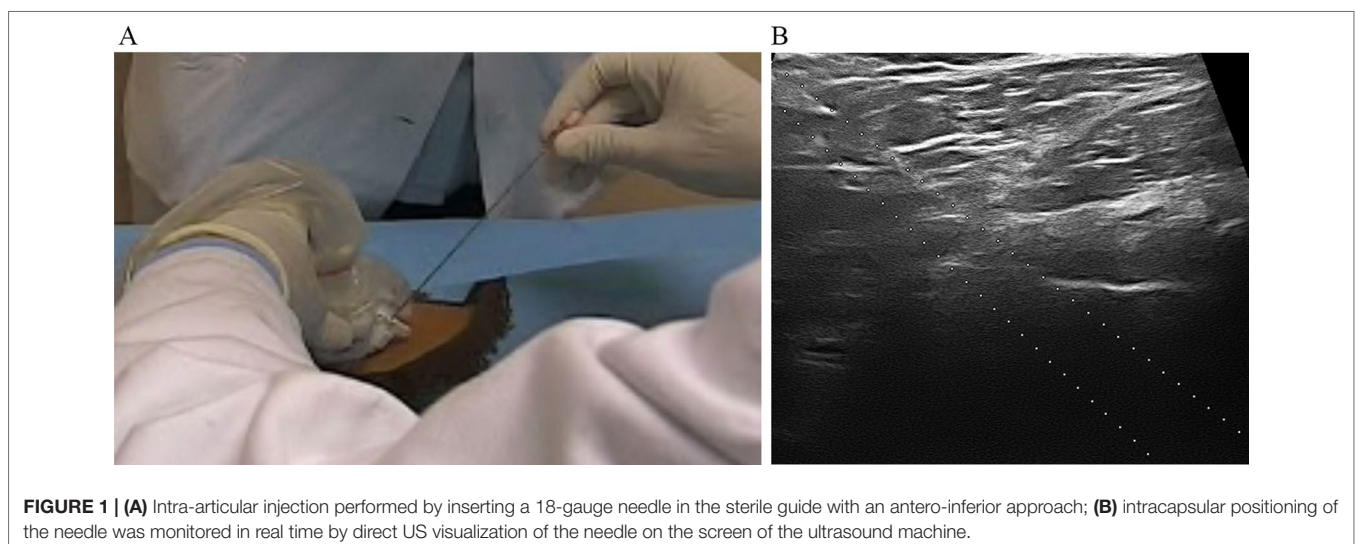 A
B
FIGURE 1 | (A) Intra-articular injection performed by inserting a 18-gauge needle in the sterile guide with an antero-inferior approach; (B) intracapsular positioning of
the needle was monitored in real time by direct US visualization of the needle on the screen of the ultrasound machine.